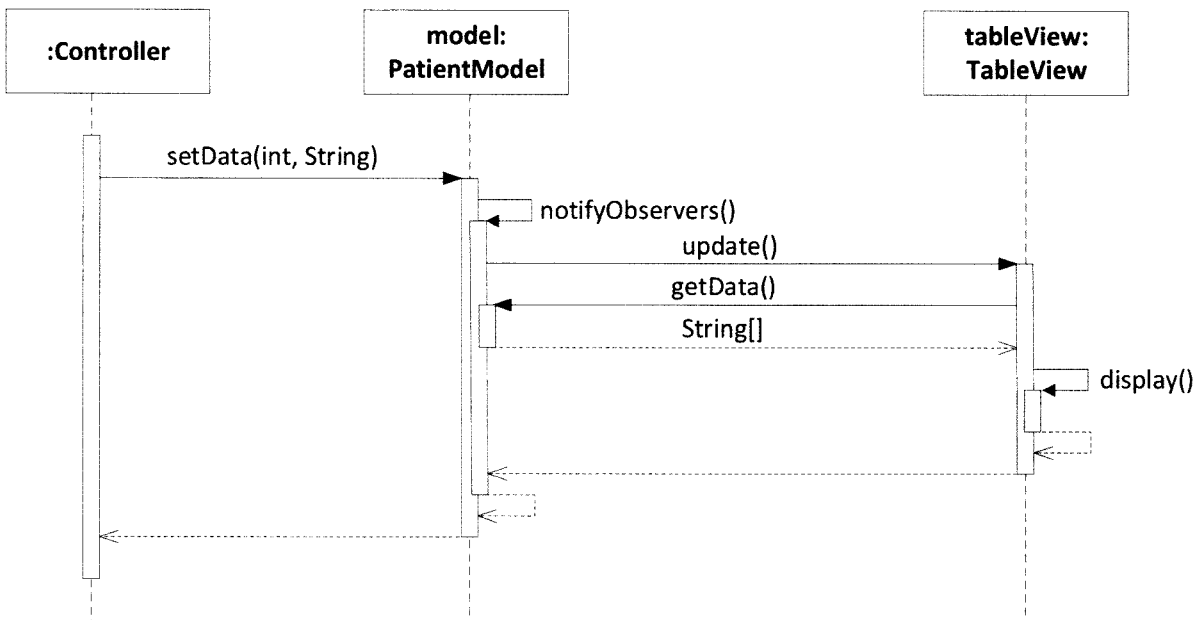 :Controller
model:
PatientModel
tableView:
TableView
setData(int, String)
notifyObservers()
update()
getData()
String[]
display()